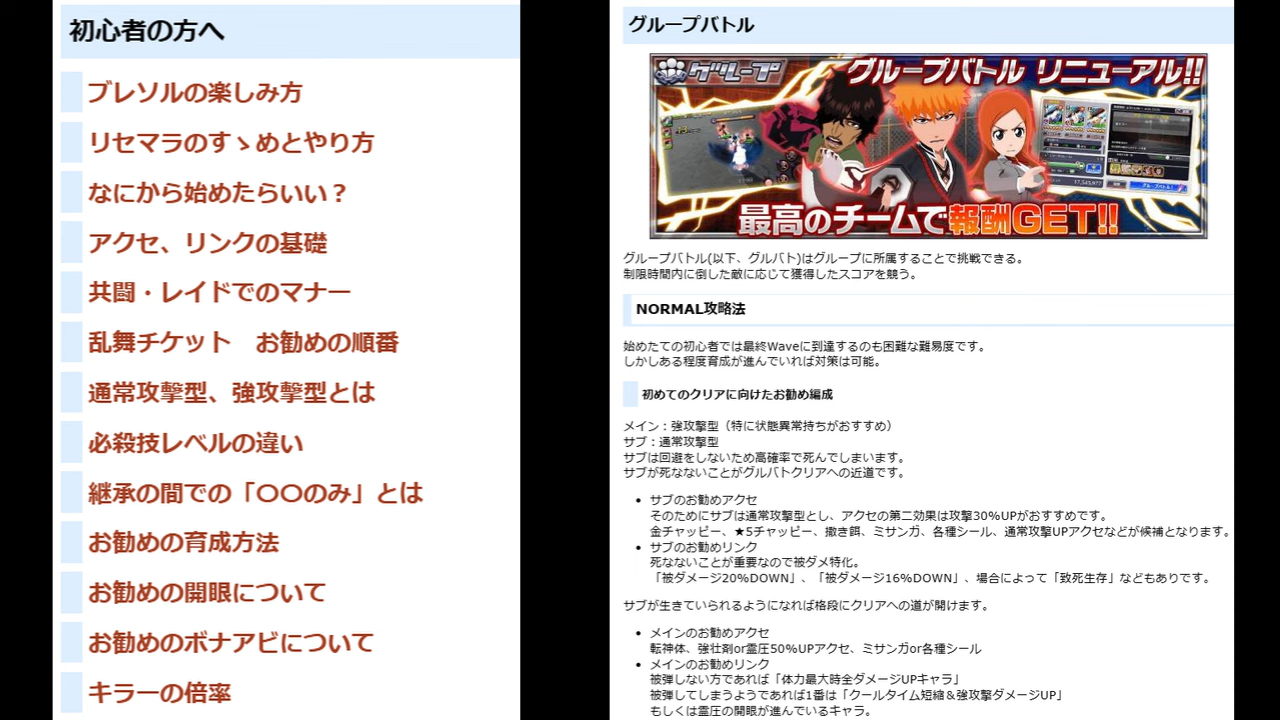 初心者の方へ
ブレソルの楽しみ方
リセマラのすゝめとやり方
なにから始めたらいい？
アクセ、リンクの基礎
共闘・レイドでのマナー
乱舞チケット　お勧めの順番
通常攻撃型、強攻撃型とは
必殺技レベルの違い
継承の間での「〇〇のみ」とは
お勧めの育成方法
お勧めの開眼について
お勧めのボナアビについて
キラーの倍率
グループバトル
グループ
グループバトル リニューアル!!
最高のチームで報酬GET!!
グループバトル(以下、グルバト)はグループに所属することで挑戦できる。
制限時間内に倒した敵に応じて獲得したスコアを競う。
NORMAL攻略法
始めたての初心者では最終Waveに到達するのも困難な難易度です。
しかしある程度育成が進んでいれば対策は可能。
初めてのクリアに向けたお勧め編成
メイン：強攻撃型（特に状態異常持ちがおすすめ）
サブ：通常攻撃型
サブは回避をしないため高確率で死んでしまいます。
サブが死なないことがグルバトクリアへの近道です。
• サブのお勧めアクセ
そのためにサブは通常攻撃型とし、アクセの第二効果は攻撃30%UPがおすすめです。
金チャッピー、★5チャッピー、撒き餌、ミサンガ、各種シール、通常攻撃UPアクセなどが候補となります。
• サブのお勧めリンク
死なないことが重要なので被ダメ特化。
「被ダメージ20%DOWN」、「被ダメージ16%DOWN」、場合によって「致死生存」などもありです。
サブが生きていられるようになれば格段にクリアへの道が開けます。
• メインのお勧めアクセ
転神体、強壮剤or霊圧50%UPアクセ、ミサンガor各種シール
• メインのお勧めリンク
被弾しない方であれば「体力最大時全ダメージUPキャラ」
被弾してしまうようであれば1番は「クールタイム短縮＆強攻撃ダメージUP」
もしくは霊圧の開眼が進んでいるキャラ。